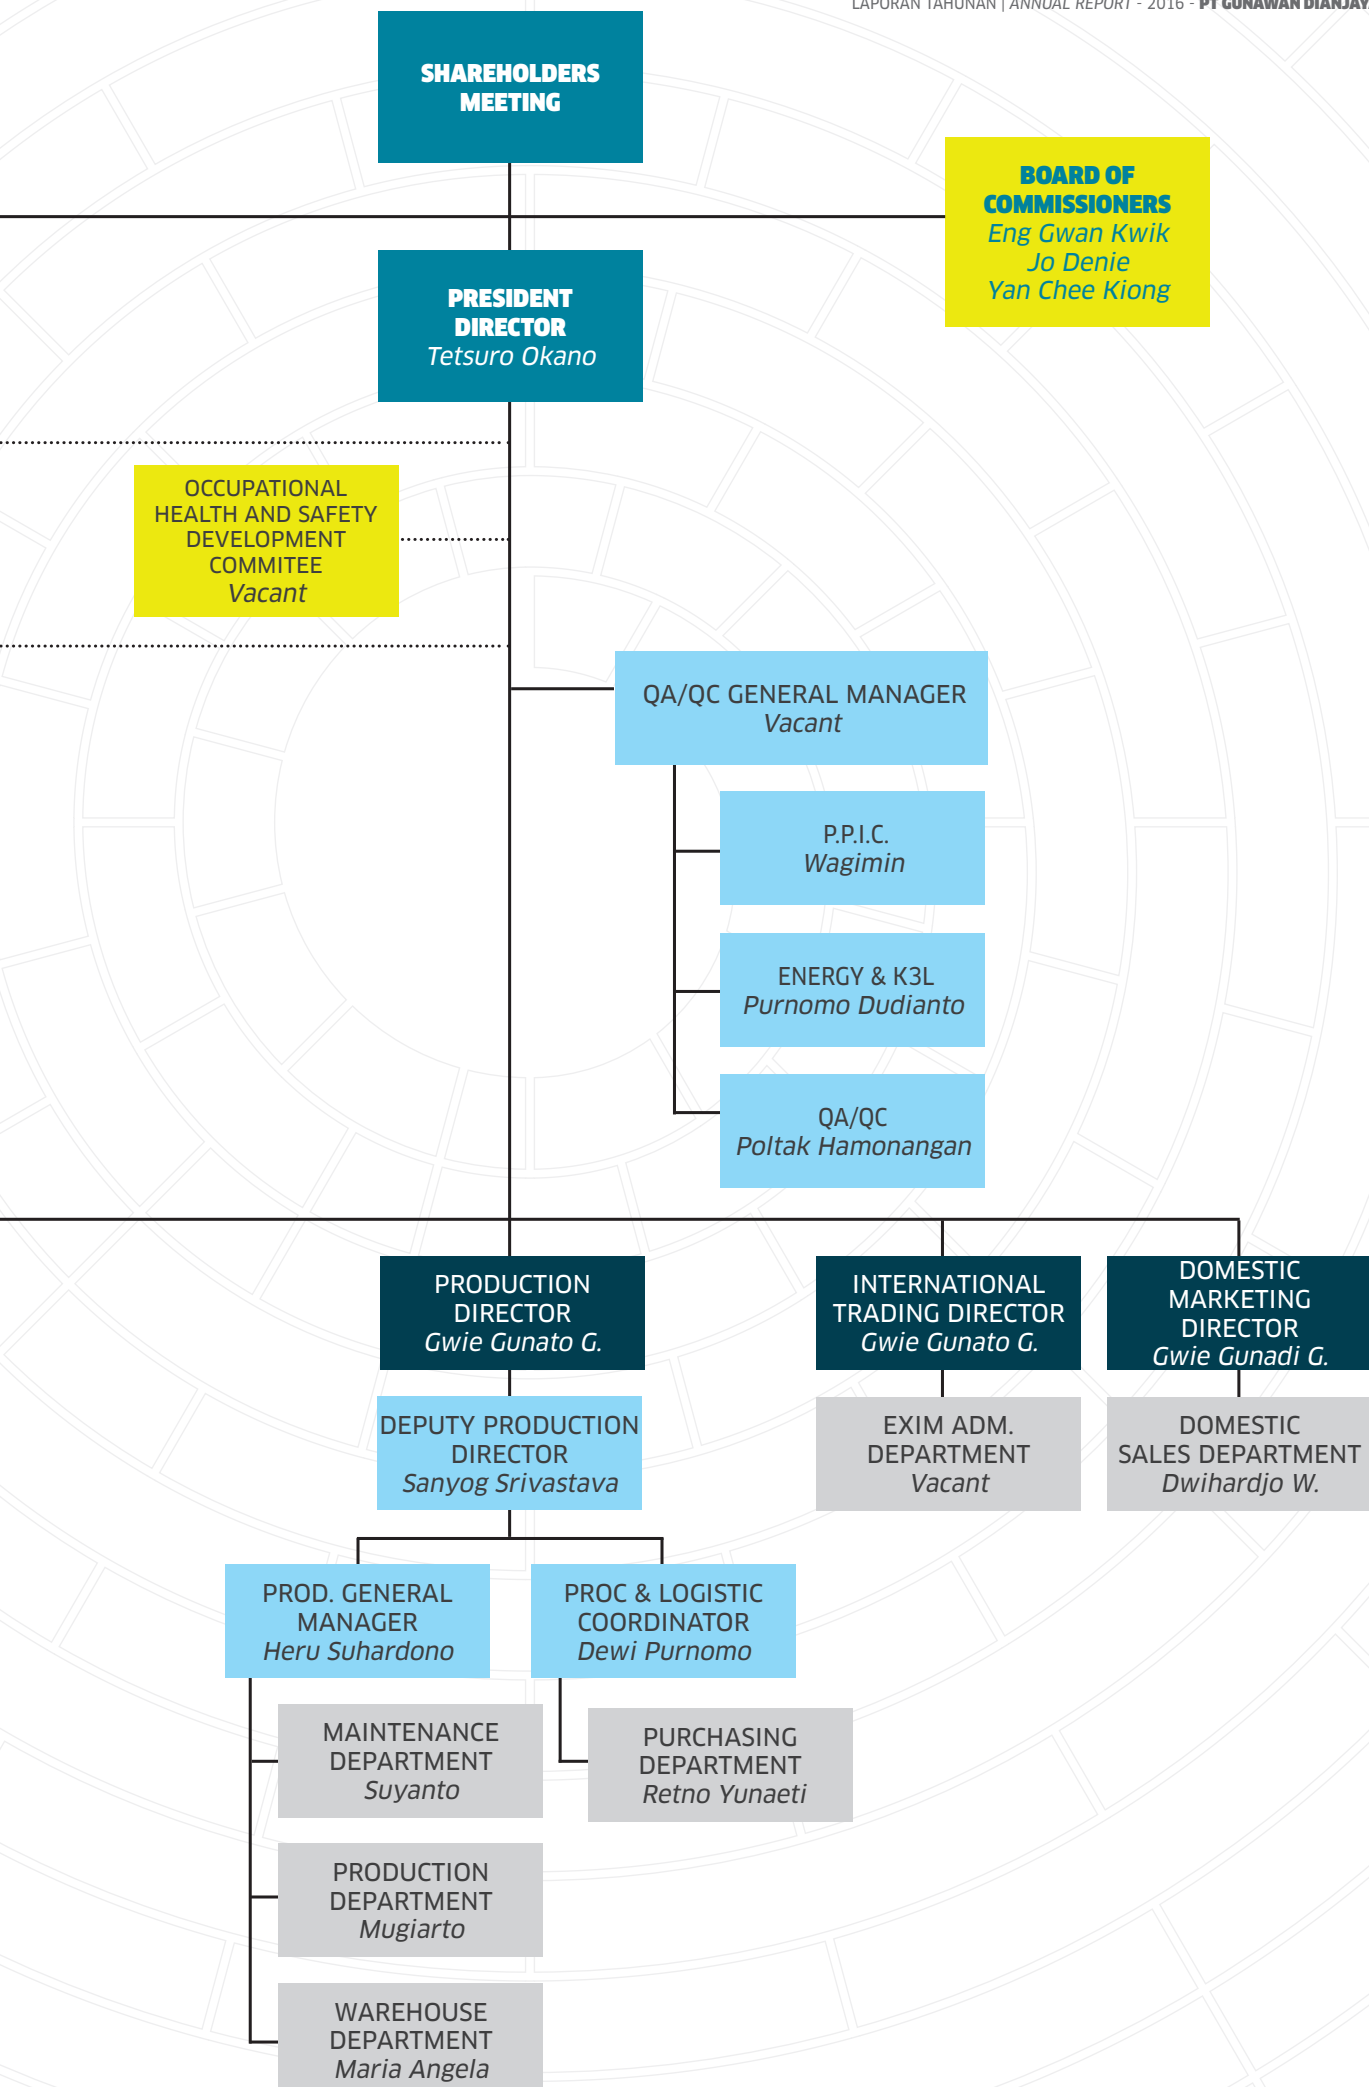 LAPORAN TAHUNAN | ANNUAL REPORT - 2016 - PT GUNAWAN DIANJAYA
SHAREHOLDERS
MEETING
BOARD OF
COMMISSIONERS
Eng Gwan Kwik
Jo Denie
Yan Chee Kiong
PRESIDENT
DIRECTOR
Tetsuro Okano
OCCUPATIONAL
HEALTH AND SAFETY
DEVELOPMENT
COMMITEE
Vacant
QA/QC GENERAL MANAGER
Vacant
P.P.I.C.
Wagimin
ENERGY & K3L
Purnomo Dudianto
QA/QC
Poltak Hamonangan
PRODUCTION
DIRECTOR
Gwie Gunato G.
INTERNATIONAL
TRADING DIRECTOR
Gwie Gunato G.
DOMESTIC
MARKETING
DIRECTOR
Gwie Gunadi G.
DEPUTY PRODUCTION
DIRECTOR
Sanyog Srivastava
EXIM ADM.
DEPARTMENT
Vacant
DOMESTIC
SALES DEPARTMENT
Dwihardjo W.
PROD. GENERAL
MANAGER
Heru Suhardono
PROC & LOGISTIC
COORDINATOR
Dewi Purnomo
MAINTENANCE
DEPARTMENT
Suyanto
PURCHASING
DEPARTMENT
Retno Yunaeti
PRODUCTION
DEPARTMENT
Mugiarto
WAREHOUSE
DEPARTMENT
Maria Angela